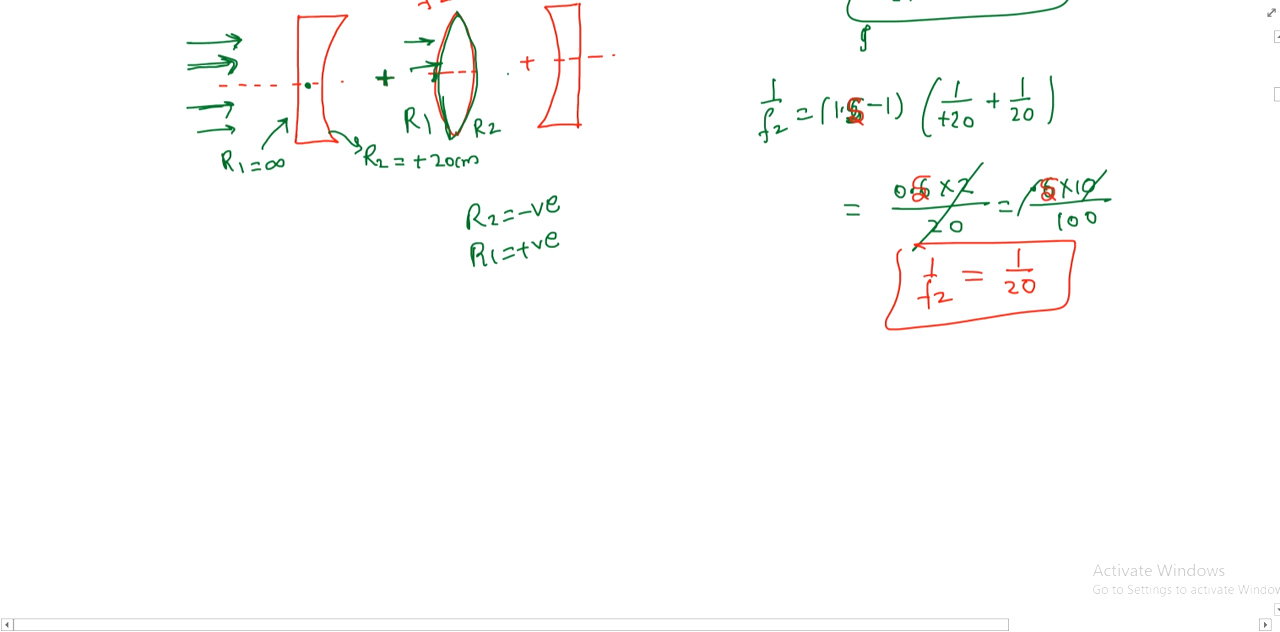 +
R1
R2
+
R1=∞
R2=+20cm
R2=-ve
R1=+ve
1/f2 = (1.5-1) (1/+20 + 1/20)
= 0.5×2/20 = .5×10/100
1/f2 = 1/20
Activate Windows
Go to Settings to activate Window